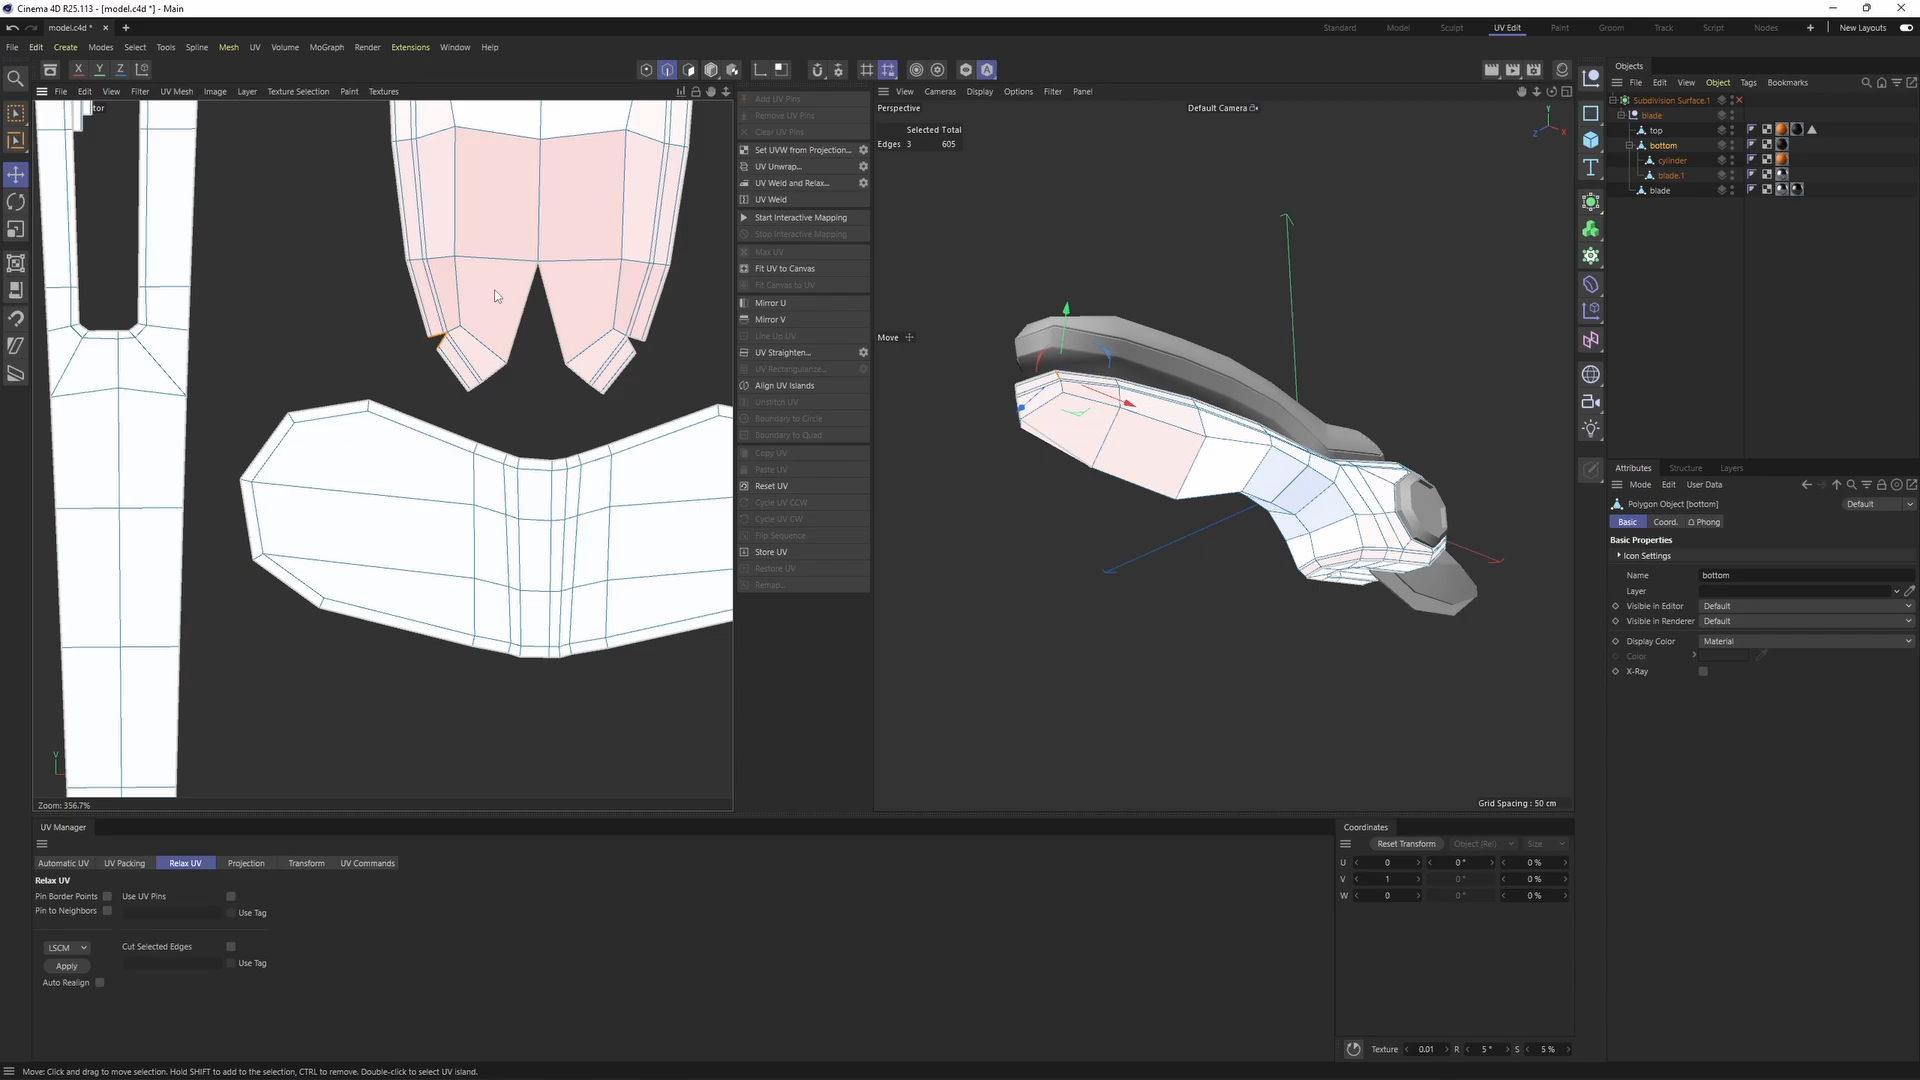 Cinema 4D R25.113 - [model.c4d *] - Main
model.c4d *
Standard Model Sculpt UV Edit Paint Groom Track Script Nodes New Layouts
File Edit Create Modes Select Tools Spline Mesh UV Volume MoGraph Render Extensions Window Help
X Y Z
File Edit View Filter UV Mesh Image Layer Texture Selection Paint Textures
tor
Zoom: 356.7%
V
Add UV Pins
Remove UV Pins
Clear UV Pins
Set UVW from Projection...
UV Unwrap...
UV Weld and Relax...
UV Weld
Start Interactive Mapping
Stop Interactive Mapping
Max UV
Fit UV to Canvas
Fit Canvas to UV
Mirror U
Mirror V
Line Up UV
UV Straighten...
UV Rectangularize...
Align UV Islands
Unstitch UV
Boundary to Circle
Boundary to Quad
Copy UV
Paste UV
Reset UV
Cycle UV CCW
Cycle UV CW
Flip Sequence
Store UV
Restore UV
Remap...
View Cameras Display Options Filter Panel
Perspective
Default Camera
Selected Total
Edges 3 605
Move
Y
Z
X
Grid Spacing : 50 cm
Objects
File Edit View Object Tags Bookmarks
Subdivision Surface.1
blade
top
bottom
cylinder
blade.1
blade
Attributes Structure Layers
Mode Edit User Data
Polygon Object [bottom]
Default
Basic Coord. Phong
Basic Properties
Icon Settings
Name bottom
Layer
Visible in Editor Default
Visible in Renderer Default
Display Color Material
Color
X-Ray
UV Manager
Automatic UV UV Packing Relax UV Projection Transform UV Commands
Relax UV
Pin Border Points Use UV Pins
Pin to Neighbors Use Tag
LSCM Cut Selected Edges
Apply Use Tag
Auto Realign
Coordinates
Reset Transform Object (Rel) Size
U 0 0 ° 0 %
V 1 0 ° 0 %
W 0 0 ° 0 %
Texture 0.01 R 5 ° S 5 %
Move: Click and drag to move selection. Hold SHIFT to add to the selection, CTRL to remove. Double-click to select UV island.